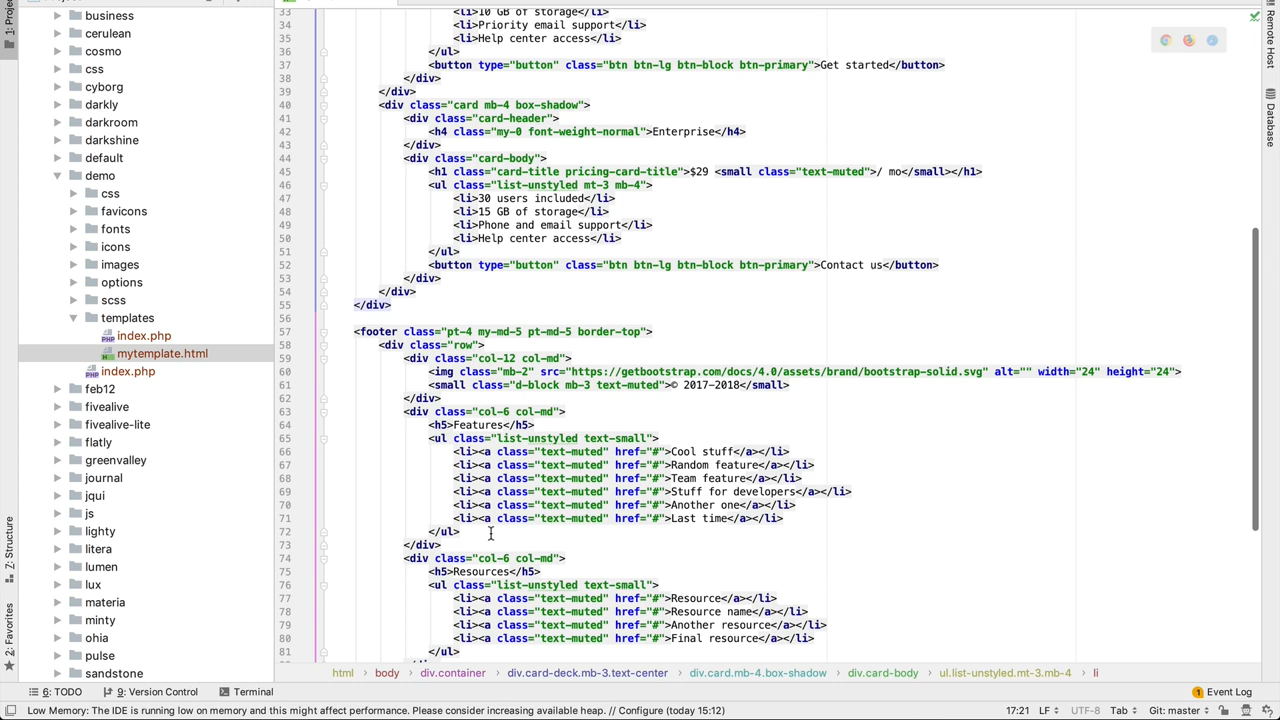 1: Project
business
cerulean
cosmo
css
cyborg
darkly
darkroom
darkshine
default
demo
css
favicons
fonts
icons
images
options
scss
templates
index.php
mytemplate.html
index.php
feb12
fivealive
fivealive-lite
flatly
greenvalley
journal
jqui
js
lighty
litera
lumen
lux
materia
minty
ohia
pulse
sandstone
Z: Structure
2: Favorites
33 <li>10 GB of storage</li>
34 <li>Priority email support</li>
35 <li>Help center access</li>
36 </ul>
37 <button type="button" class="btn btn-lg btn-block btn-primary">Get started</button>
38 </div>
39 </div>
40 <div class="card mb-4 box-shadow">
41 <div class="card-header">
42 <h4 class="my-0 font-weight-normal">Enterprise</h4>
43 </div>
44 <div class="card-body">
45 <h1 class="card-title pricing-card-title">$29 <small class="text-muted">/ mo</small></h1>
46 <ul class="list-unstyled mt-3 mb-4">
47 <li>30 users included</li>
48 <li>15 GB of storage</li>
49 <li>Phone and email support</li>
50 <li>Help center access</li>
51 </ul>
52 <button type="button" class="btn btn-lg btn-block btn-primary">Contact us</button>
53 </div>
54 </div>
55 </div>
56
57 <footer class="pt-4 my-md-5 pt-md-5 border-top">
58 <div class="row">
59 <div class="col-12 col-md">
60 <img class="mb-2" src="https://getbootstrap.com/docs/4.0/assets/brand/bootstrap-solid.svg" alt="" width="24" height="24">
61 <small class="d-block mb-3 text-muted">© 2017-2018</small>
62 </div>
63 <div class="col-6 col-md">
64 <h5>Features</h5>
65 <ul class="list-unstyled text-small">
66 <li><a class="text-muted" href="#">Cool stuff</a></li>
67 <li><a class="text-muted" href="#">Random feature</a></li>
68 <li><a class="text-muted" href="#">Team feature</a></li>
69 <li><a class="text-muted" href="#">Stuff for developers</a></li>
70 <li><a class="text-muted" href="#">Another one</a></li>
71 <li><a class="text-muted" href="#">Last time</a></li>
72 </ul>
73 </div>
74 <div class="col-6 col-md">
75 <h5>Resources</h5>
76 <ul class="list-unstyled text-small">
77 <li><a class="text-muted" href="#">Resource</a></li>
78 <li><a class="text-muted" href="#">Resource name</a></li>
79 <li><a class="text-muted" href="#">Another resource</a></li>
80 <li><a class="text-muted" href="#">Final resource</a></li>
81 </ul>
Remote Host
Database
html body div.container div.card-deck.mb-3.text-center div.card.mb-4.box-shadow div.card-body ul.list-unstyled.mt-3.mb-4 li
6: TODO 9: Version Control Terminal 1 Event Log
Low Memory: The IDE is running low on memory and this might affect performance. Please consider increasing available heap. // Configure (today 15:12) 17:21 LF UTF-8 Tab Git: master